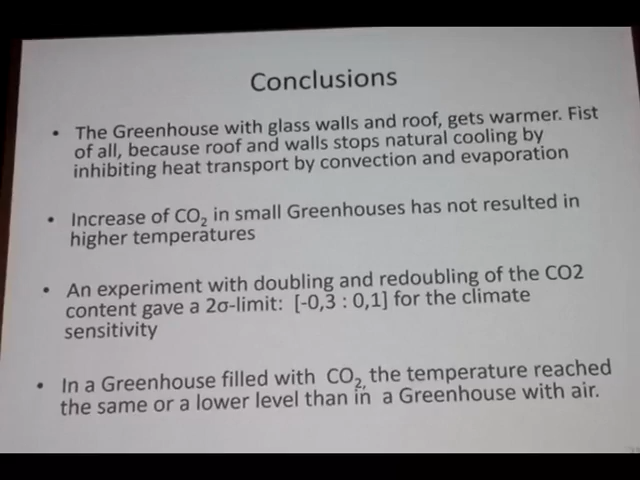 Conclusions
• The Greenhouse with glass walls and roof, gets warmer. Fist
of all, because roof and walls stops natural cooling by
inhibiting heat transport by convection and evaporation
• Increase of CO₂ in small Greenhouses has not resulted in
higher temperatures
• An experiment with doubling and redoubling of the CO2
content gave a 2σ-limit: [-0,3 : 0,1] for the climate
sensitivity
• In a Greenhouse filled with CO₂, the temperature reached
the same or a lower level than in a Greenhouse with air.